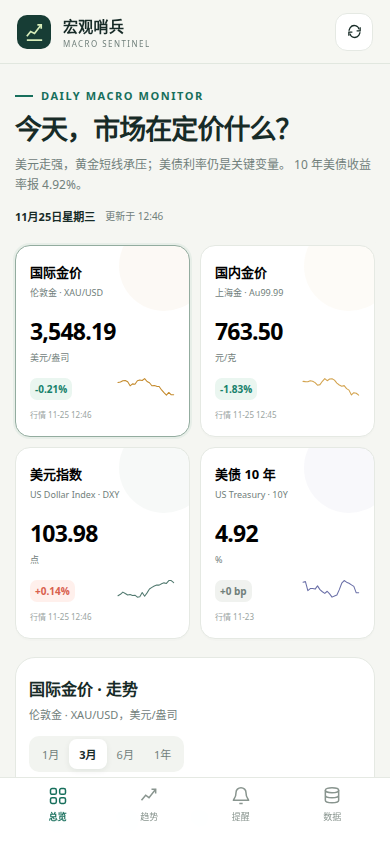 宏观哨兵
MACRO SENTINEL
DAILY MACRO MONITOR
今天，市场在定价什么？
美元走强，黄金短线承压；美债利率仍是关键变量。 10 年美债收益
率报 4.92%。
11月25日星期三 更新于 12:46
国际金价
伦敦金 · XAU/USD
3,548.19
美元/盎司
-0.21%
行情 11-25 12:46
国内金价
上海金 · Au99.99
763.50
元/克
-1.83%
行情 11-25 12:45
美元指数
US Dollar Index · DXY
103.98
点
+0.14%
行情 11-25 12:46
美债 10 年
US Treasury · 10Y
4.92
%
+0 bp
行情 11-23
国际金价 · 走势
伦敦金 · XAU/USD，美元/盎司
1月 3月 6月 1年
总览 趋势 提醒 数据